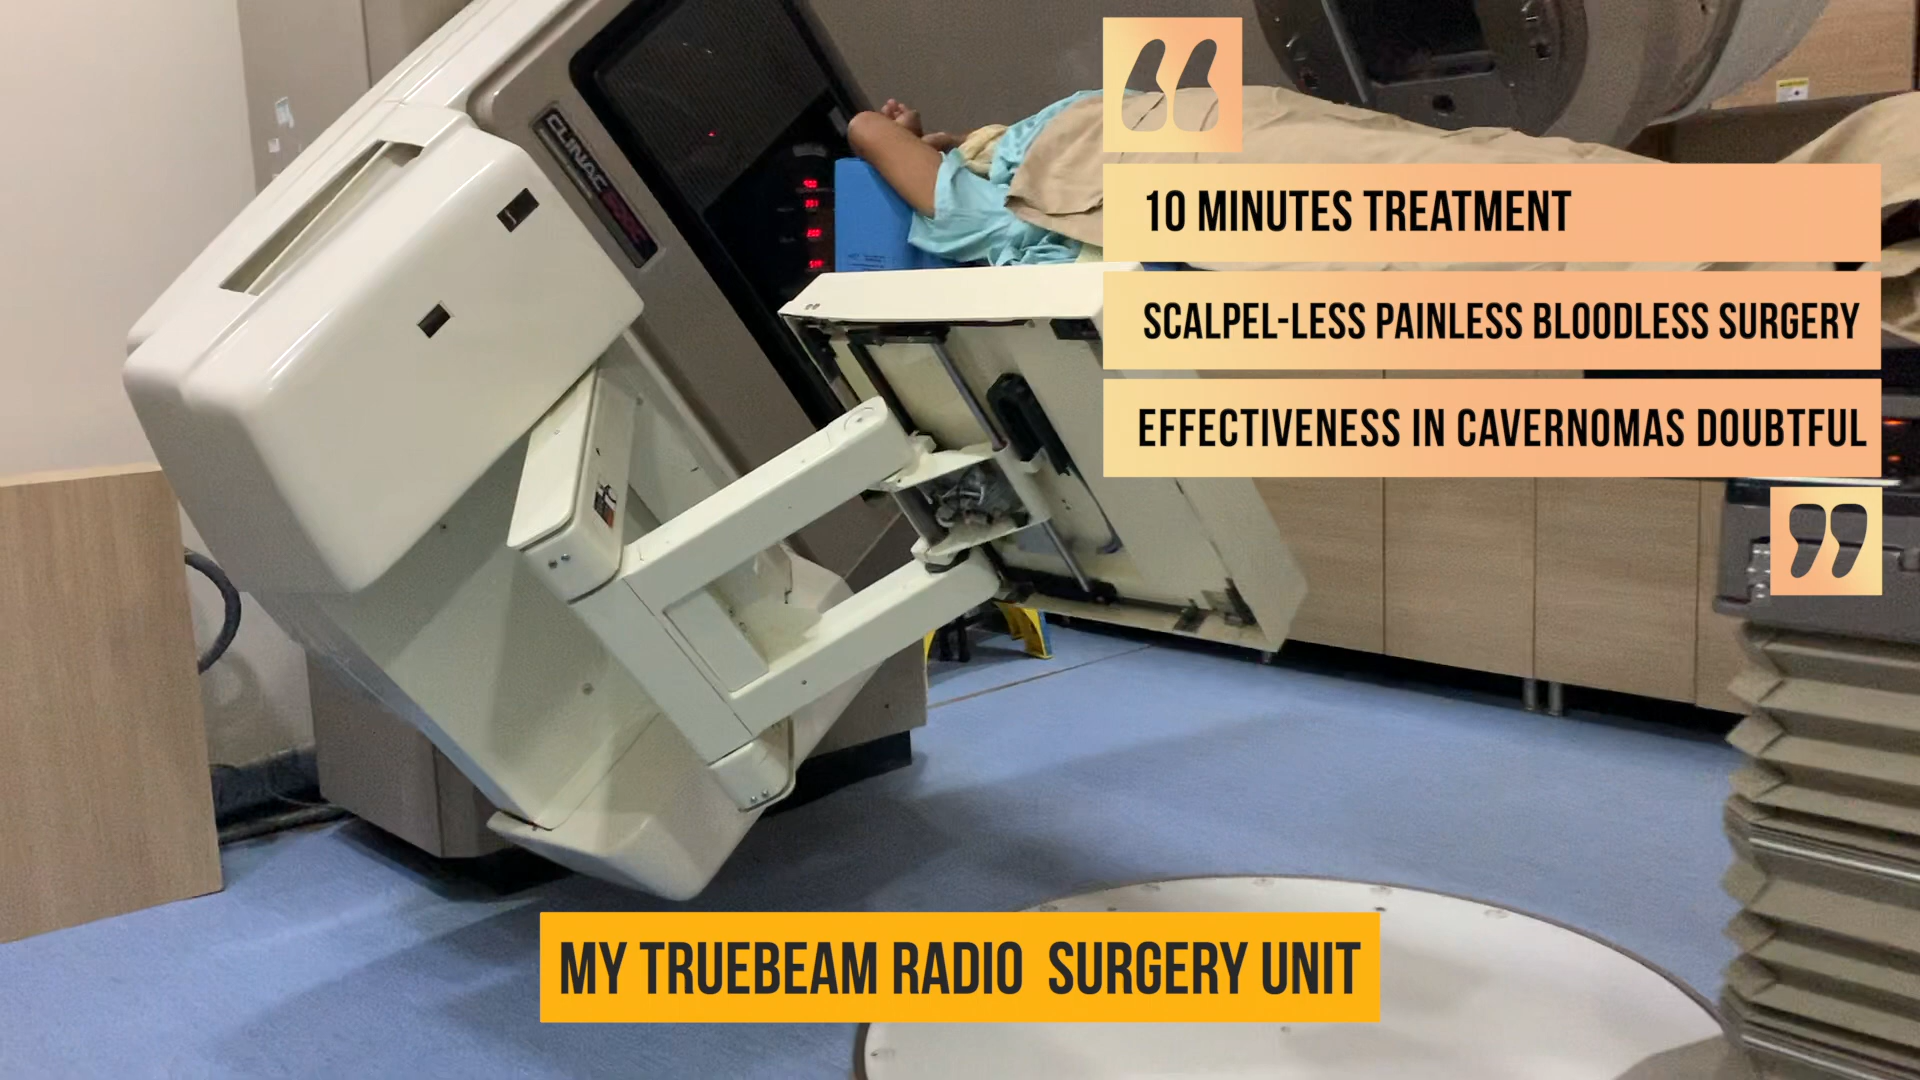 “
10 MINUTES TREATMENT
SCALPEL-LESS PAINLESS BLOODLESS SURGERY
EFFECTIVENESS IN CAVERNOMAS DOUBTFUL
”
CLINAC
MY TRUEBEAM RADIO SURGERY UNIT